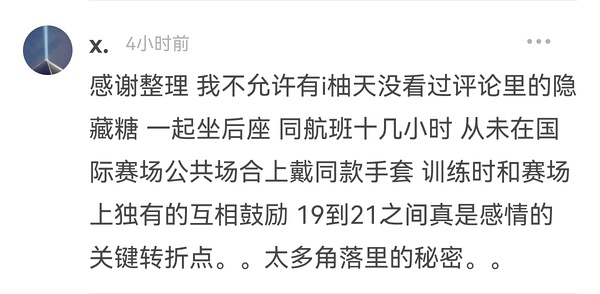 x. 4小时前
感谢整理 我不允许有i柚天没看过评论里的隐
藏糖 一起坐后座 同航班十几小时 从未在国
际赛场公共场合上戴同款手套 训练时和赛场
上独有的互相鼓励 19到21之间真是感情的
关键转折点。。太多角落里的秘密。。